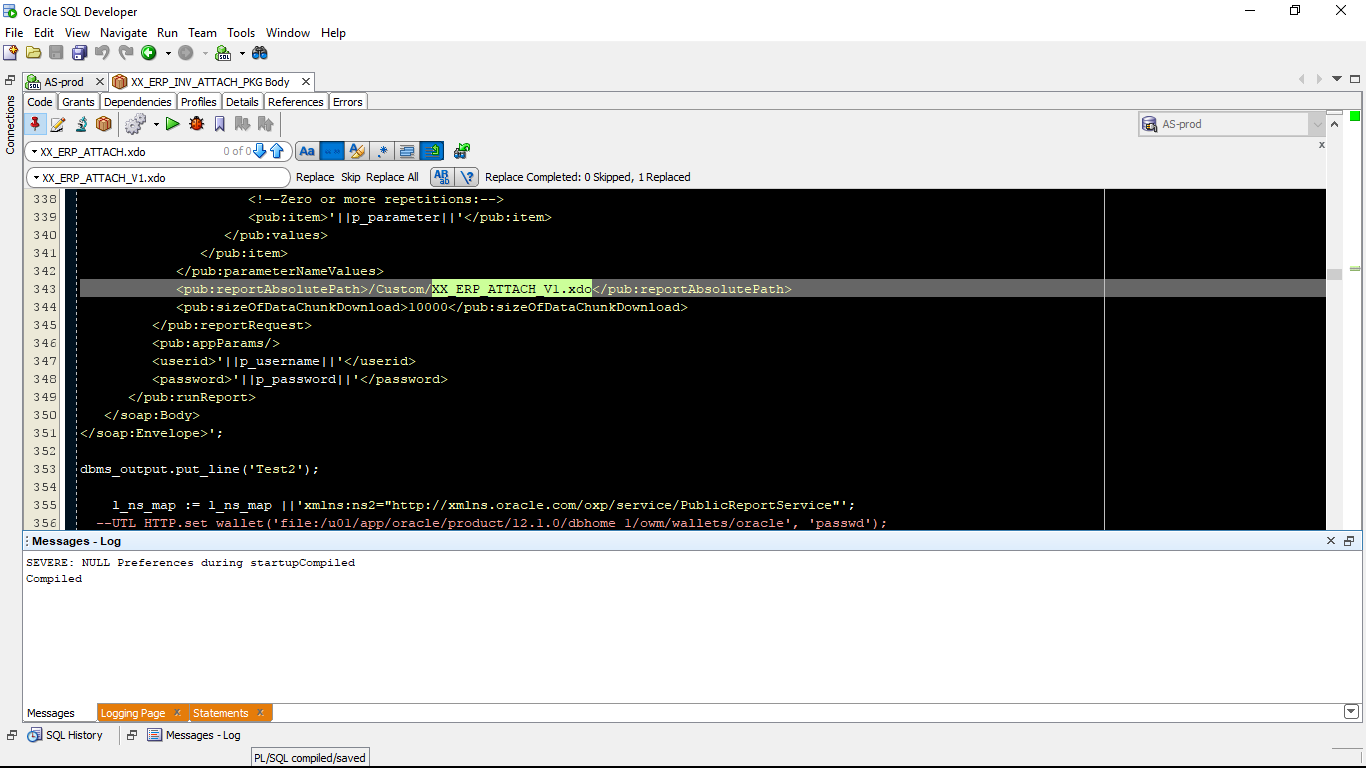 Oracle SQL Developer
File Edit View Navigate Run Team Tools Window Help
AS-prod XX_ERP_INV_ATTACH_PKG Body
Code Grants Dependencies Profiles Details References Errors
AS-prod
Connections
XX_ERP_ATTACH.xdo 0 of 0 Aa .*
XX_ERP_ATTACH_V1.xdo Replace Skip Replace All AB ab \? Replace Completed: 0 Skipped, 1 Replaced
338 <!--Zero or more repetitions:-->
339 <pub:item>'||p_parameter||'</pub:item>
340 </pub:values>
341 </pub:item>
342 </pub:parameterNameValues>
343 <pub:reportAbsolutePath>/Custom/XX_ERP_ATTACH_V1.xdo</pub:reportAbsolutePath>
344 <pub:sizeOfDataChunkDownload>10000</pub:sizeOfDataChunkDownload>
345 </pub:reportRequest>
346 <pub:appParams/>
347 <userid>'||p_username||'</userid>
348 <password>'||p_password||'</password>
349 </pub:runReport>
350 </soap:Body>
351 </soap:Envelope>';
352
353 dbms_output.put_line('Test2');
354
355 l_ns_map := l_ns_map ||'xmlns:ns2="http://xmlns.oracle.com/oxp/service/PublicReportService"';
356 --UTL_HTTP.set_wallet('file:/u01/app/oracle/product/12.1.0/dbhome_1/owm/wallets/oracle', 'passwd');
Messages - Log
SEVERE: NULL Preferences during startupCompiled
Compiled
Messages Logging Page Statements
SQL History Messages - Log
PL/SQL compiled/saved